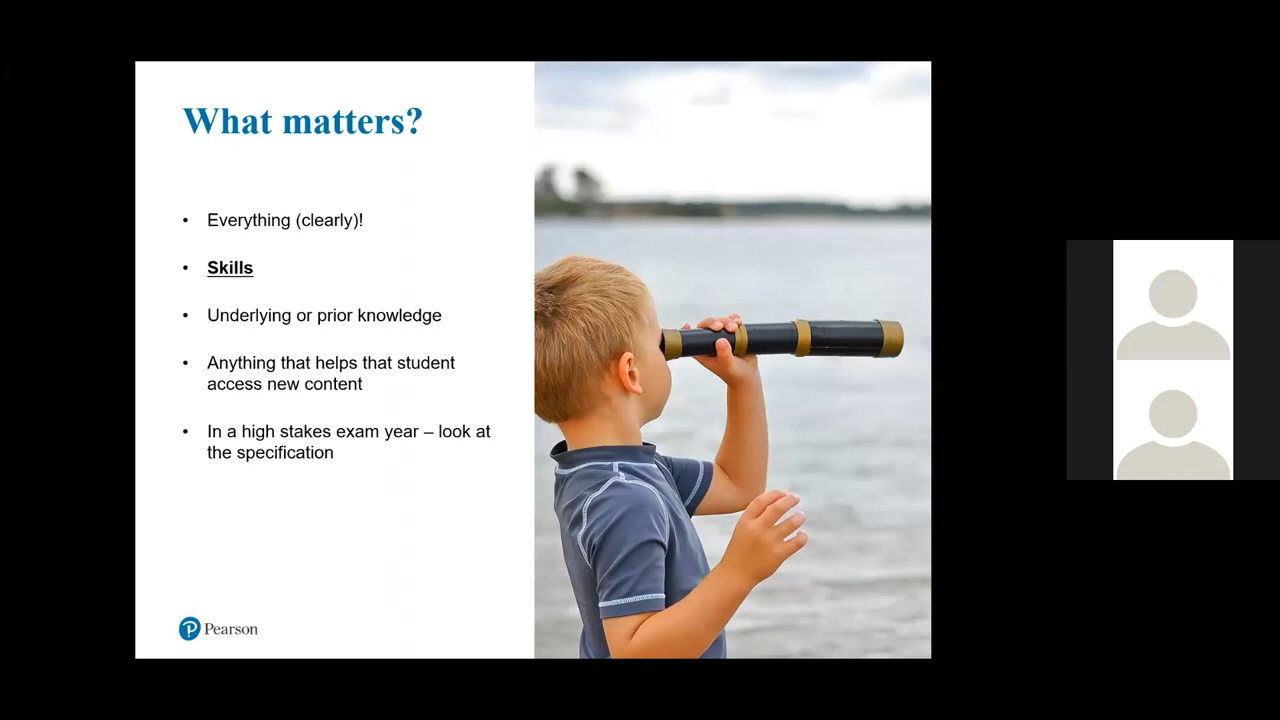 What matters?
• Everything (clearly)!
• Skills
• Underlying or prior knowledge
• Anything that helps that student
access new content
• In a high stakes exam year – look at
the specification
P Pearson